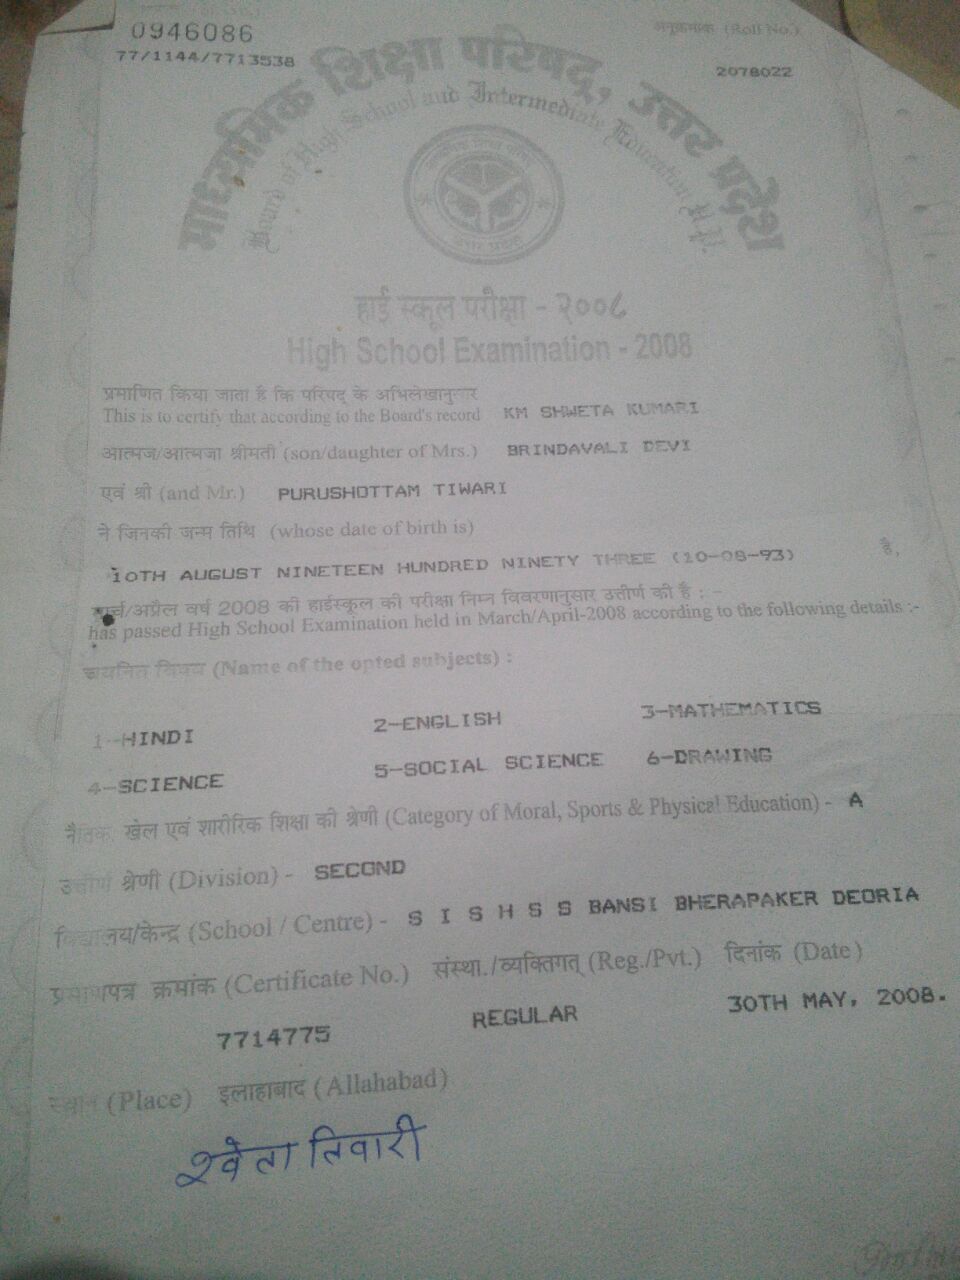 0946086
अनुक्रमांक (Roll No.)
77/1144/7713538
2078022
माध्यमिक शिक्षा परिषद्, उत्तर प्रदेश
Board of High School and Intermediate Education U.P.
हाई स्कूल परीक्षा - २००८
High School Examination - 2008
प्रमाणित किया जाता है कि परिषद् के अभिलेखानुसार
This is to certify that according to the Board's record KM SHWETA KUMARI
आत्मज/आत्मजा श्रीमती (son/daughter of Mrs.) BRINDAVALI DEVI
एवं श्री (and Mr.) PURUSHOTTAM TIWARI
ने जिनकी जन्म तिथि (whose date of birth is)
10TH AUGUST NINETEEN HUNDRED NINETY THREE (10-08-93) है,
मार्च/अप्रैल वर्ष 2008 की हाईस्कूल की परीक्षा निम्न विवरणानुसार उत्तीर्ण की है : -
has passed High School Examination held in March/April-2008 according to the following details :-
चयनित विषय (Name of the opted subjects) :
1-HINDI 2-ENGLISH 3-MATHEMATICS
4-SCIENCE 5-SOCIAL SCIENCE 6-DRAWING
नैतिक, खेल एवं शारीरिक शिक्षा की श्रेणी (Category of Moral, Sports & Physical Education) - A
उत्तीर्ण श्रेणी (Division) - SECOND
विद्यालय/केन्द्र (School / Centre) - S I S H S S BANSI BHERAPAKER DEORIA
प्रमाणपत्र क्रमांक (Certificate No.) संस्था./व्यक्तिगत् (Reg./Pvt.) दिनांक (Date)
7714775 REGULAR 30TH MAY, 2008.
स्थान (Place) इलाहाबाद (Allahabad)
श्वेता तिवारी